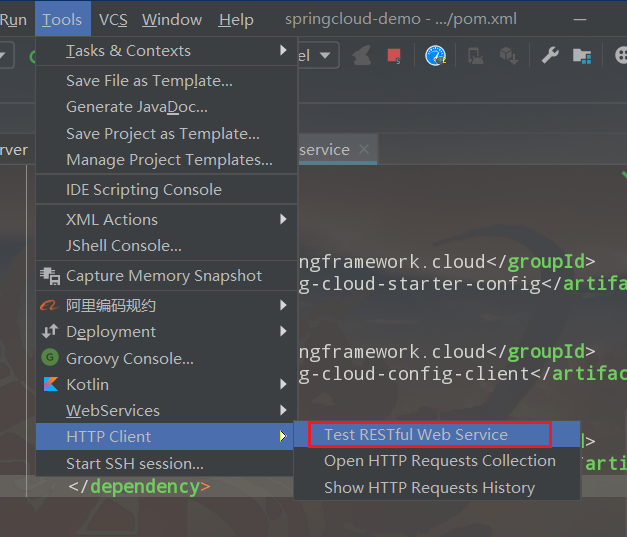 Run Tools VCS Window Help springcloud-demo - .../pom.xml
Tasks & Contexts
Save File as Template...
Generate JavaDoc...
Save Project as Template...
Manage Project Templates...
service
IDE Scripting Console
XML Actions
JShell Console...
ngframework.cloud</groupId>
Capture Memory Snapshot
g-cloud-starter-config</artifa
阿里编码规约
Deployment
Groovy Console...
ngframework.cloud</groupId>
Kotlin
g-cloud-config-client</artifac
WebServices
HTTP Client
Test RESTful Web Service
d>
Start SSH session...
Open HTTP Requests Collection
</artifa
</dependency>
Show HTTP Requests History